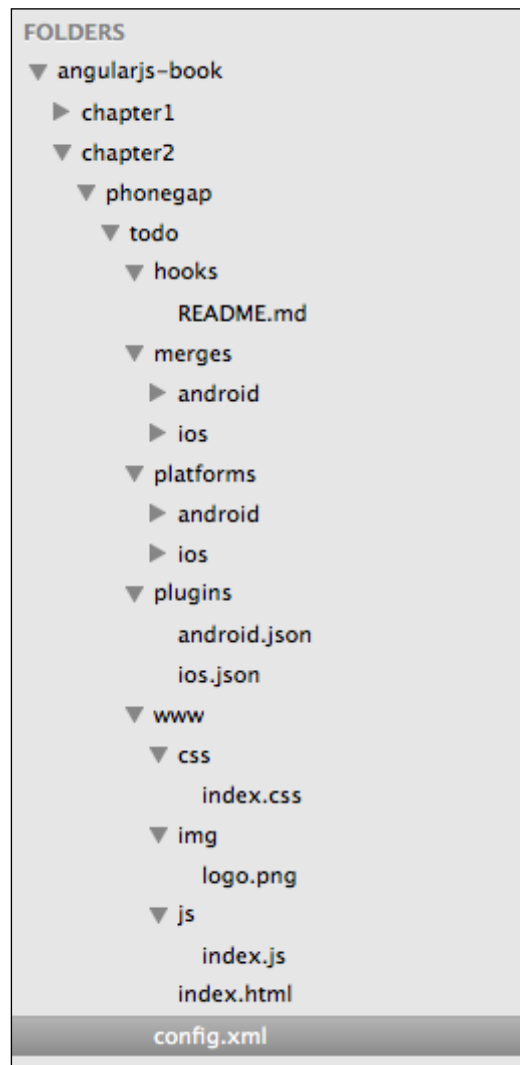 FOLDERS
angularjs-book
chapter1
chapter2
phonegap
todo
hooks
README.md
merges
android
ios
platforms
android
ios
plugins
android.json
ios.json
www
css
index.css
img
logo.png
js
index.js
index.html
config.xml